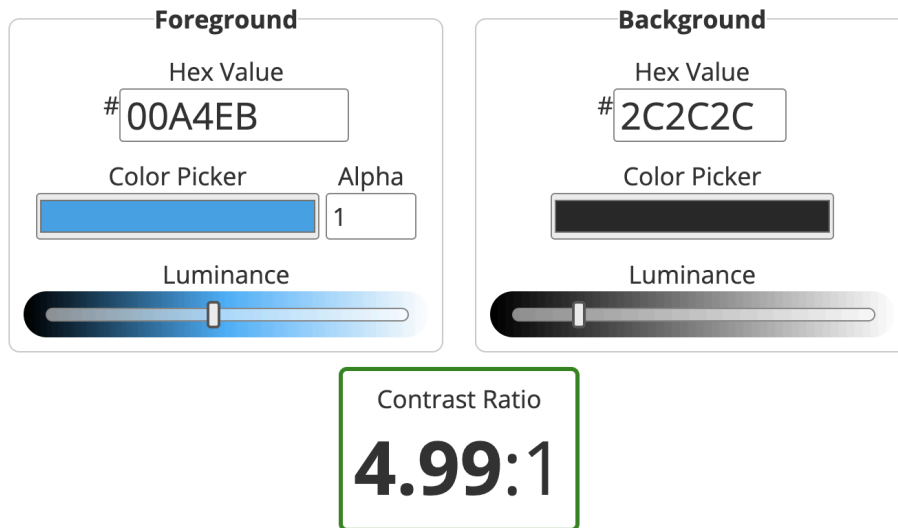 Foreground
Hex Value
#00A4EB
Color Picker Alpha
1
Luminance
Background
Hex Value
#2C2C2C
Color Picker
Luminance
Contrast Ratio
4.99:1